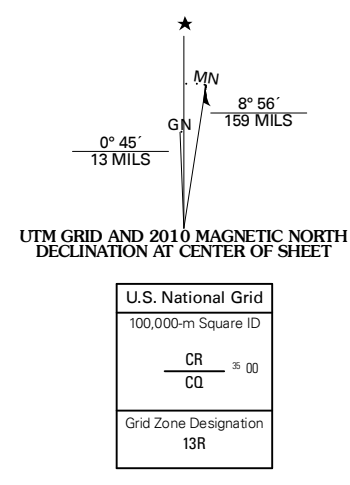 ★
MN
8° 56´
159 MILS
GN
0° 45´
13 MILS
UTM GRID AND 2010 MAGNETIC NORTH
DECLINATION AT CENTER OF SHEET
U.S. National Grid
100,000-m Square ID
CR
35 00
CQ
Grid Zone Designation
13R